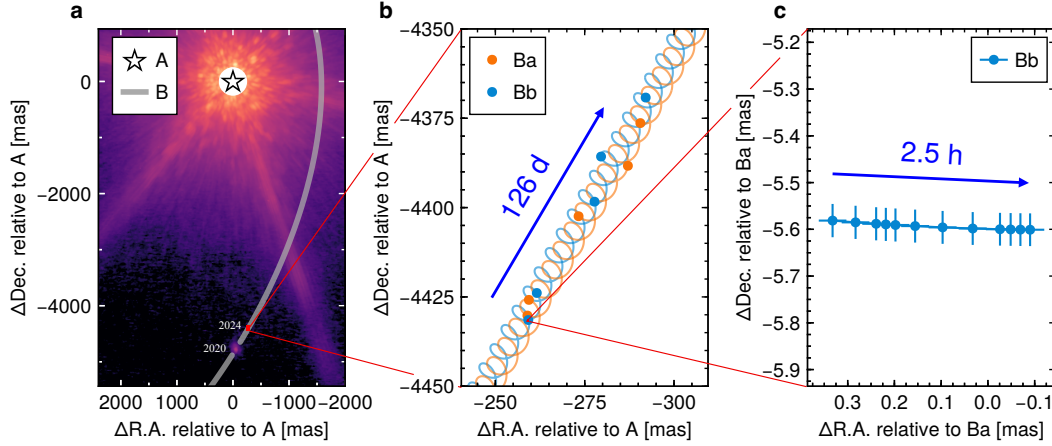 a
A
B
2024
2020
0
−2000
−4000
2000
1000
0
−1000
−2000
ΔDec. relative to A [mas]
ΔR.A. relative to A [mas]
b
Ba
Bb
126 d
−4350
−4375
−4400
−4425
−4450
−250
−275
−300
ΔDec. relative to A [mas]
ΔR.A. relative to A [mas]
c
Bb
2.5 h
−5.2
−5.3
−5.4
−5.5
−5.6
−5.7
−5.8
−5.9
0.3
0.2
0.1
0.0
−0.1
ΔDec. relative to Ba [mas]
ΔR.A. relative to Ba [mas]